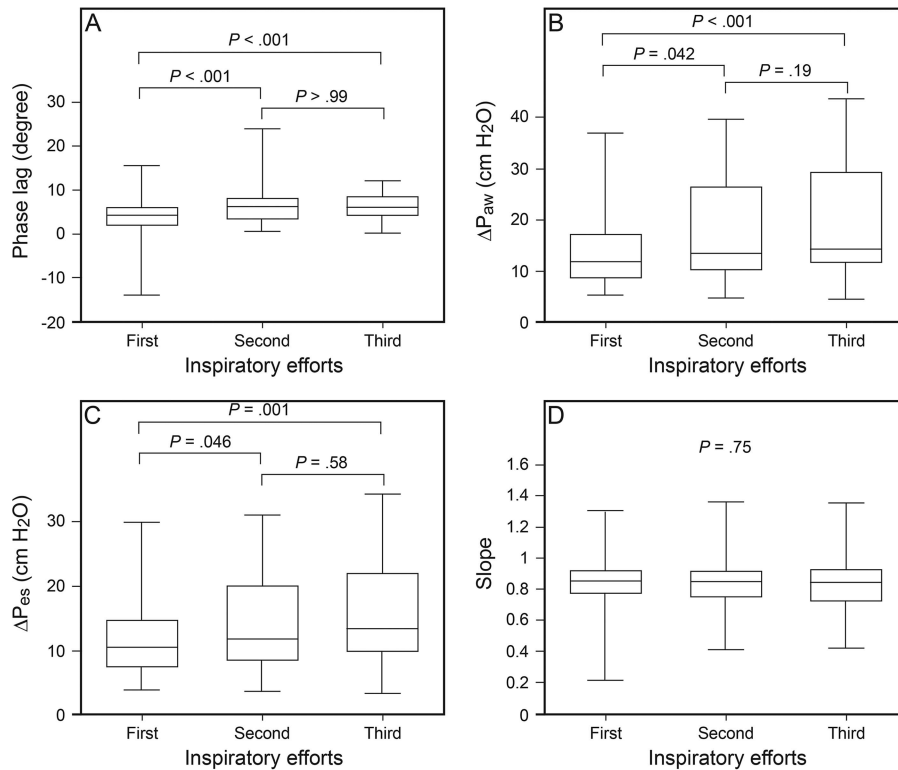 A
P < .001
P < .001
P > .99
Phase lag (degree)
30
20
10
0
-10
-20
First Second Third
Inspiratory efforts
B
P < .001
P = .042
P = .19
ΔPaw (cm H2O)
40
30
20
10
0
First Second Third
Inspiratory efforts
C
P = .001
P = .046
P = .58
ΔPes (cm H2O)
30
20
10
0
First Second Third
Inspiratory efforts
D
P = .75
Slope
1.6
1.4
1.2
1
0.8
0.6
0.4
0.2
0
First Second Third
Inspiratory efforts